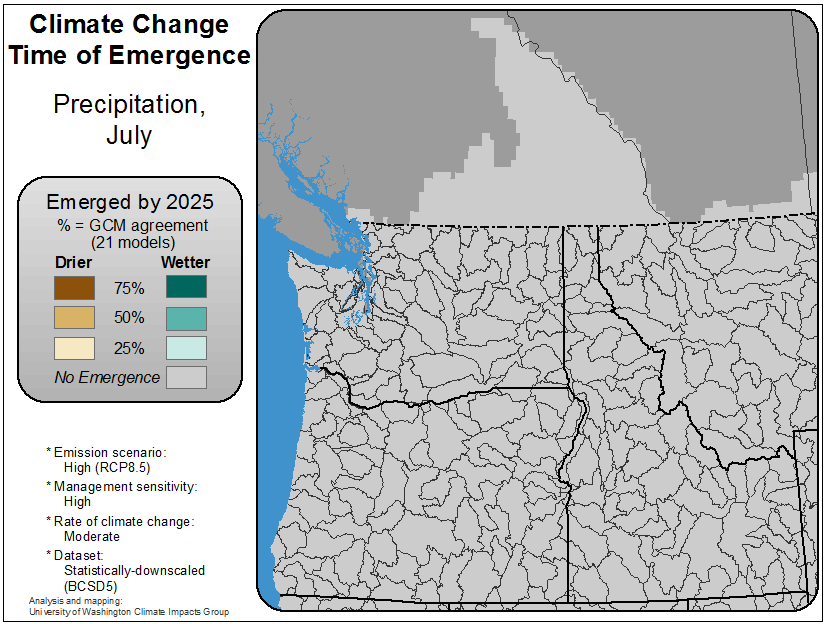 Climate Change
Time of Emergence
Precipitation,
July
Emerged by 2025
% = GCM agreement
(21 models)
Drier Wetter
75%
50%
25%
No Emergence
* Emission scenario:
High (RCP8.5)
* Management sensitivity:
High
* Rate of climate change:
Moderate
* Dataset:
Statistically-downscaled
(BCSD5)
Analysis and mapping:
University of Washington Climate Impacts Group